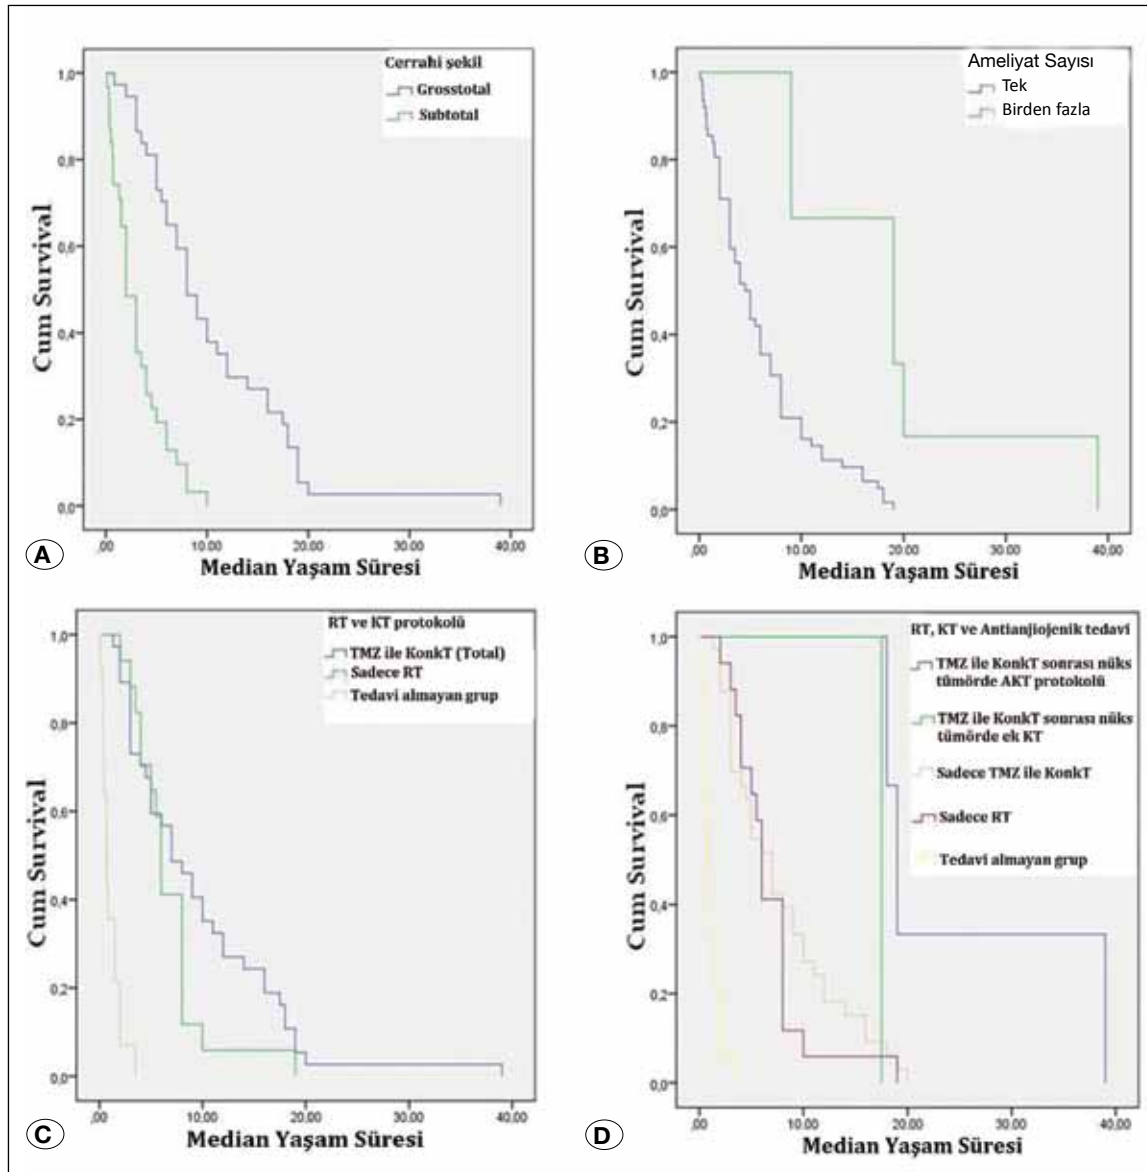 Cerrahi şekil
Grosstotal
Subtotal
1,0
0,8
0,6
0,4
0,2
0,0
Cum Survival
,00
10,00
20,00
30,00
40,00
Median Yaşam Süresi
A
Ameliyat Sayısı
Tek
Birden fazla
1,0
0,8
0,6
0,4
0,2
0,0
Cum Survival
,00
10,00
20,00
30,00
40,00
Median Yaşam Süresi
B
RT ve KT protokolü
TMZ ile KonkT (Total)
Sadece RT
Tedavi almayan grup
1,0
0,8
0,6
0,4
0,2
0,0
Cum Survival
,00
10,00
20,00
30,00
40,00
Median Yaşam Süresi
C
RT, KT ve Antianjiojenik tedavi
TMZ ile KonkT sonrası nüks
tümörde AKT protokolü
TMZ ile KonkT sonrası nüks
tümörde ek KT
Sadece TMZ ile KonkT
Sadece RT
Tedavi almayan grup
1,0
0,8
0,6
0,4
0,2
0,0
Cum Survival
,00
10,00
20,00
30,00
40,00
Median Yaşam Süresi
D